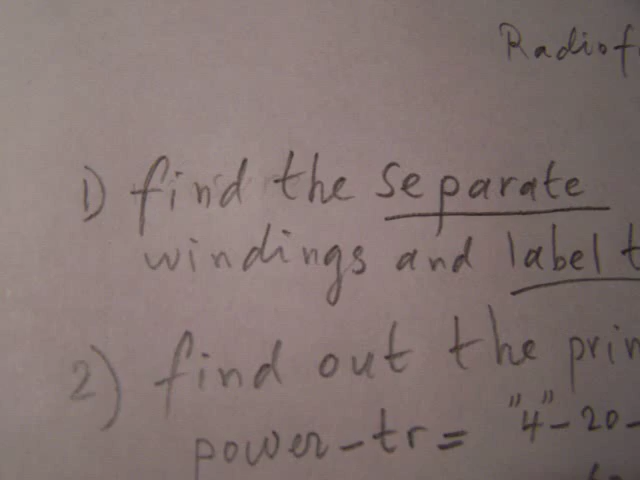 Radiof
1) find the separate
windings and label t
2) find out the prin
power-tr = "4"-20-